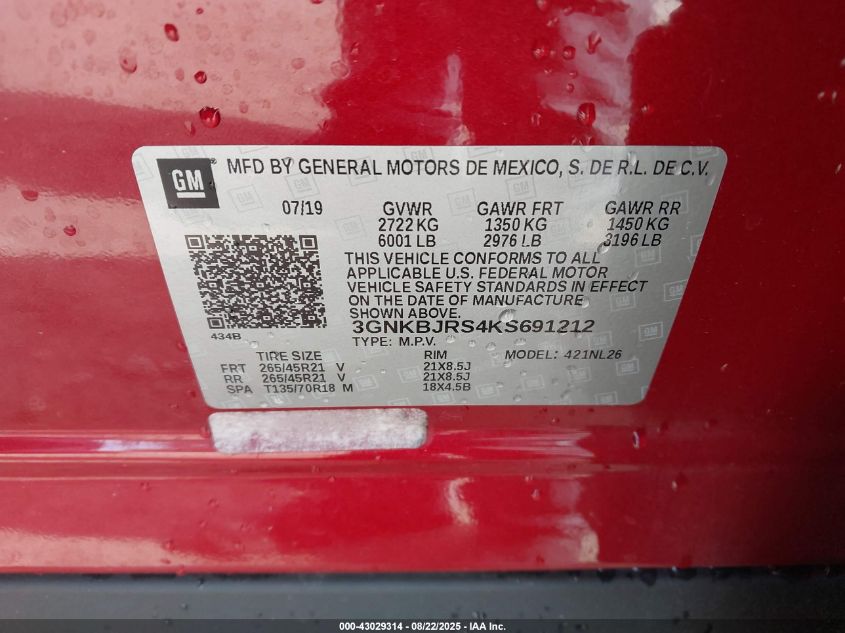 GM
MFD BY GENERAL MOTORS DE MEXICO, S. DE R.L. DE C.V.
07/19 GVWR GAWR FRT GAWR RR
2722 KG 1350 KG 1450 KG
6001 LB 2976 LB 3196 LB
THIS VEHICLE CONFORMS TO ALL
APPLICABLE U.S. FEDERAL MOTOR
VEHICLE SAFETY STANDARDS IN EFFECT
ON THE DATE OF MANUFACTURE
SHOWN ABOVE.
434B
3GNKBJRS4KS691212
TYPE: M.P.V. MODEL: 421NL26
TIRE SIZE RIM
FRT 265/45R21 V 21X8.5J
RR 265/45R21 V 21X8.5J
SPA T135/70R18 M 18X4.5B
000-43029314 - 08/22/2025 - IAA Inc.